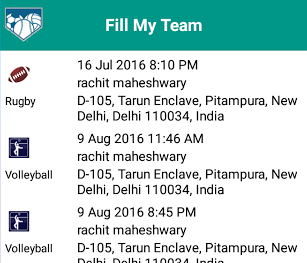 Fill My Team
16 Jul 2016 8:10 PM
rachit maheshwary
Rugby
D-105, Tarun Enclave, Pitampura, New
Delhi, Delhi 110034, India
9 Aug 2016 11:46 AM
rachit maheshwary
Volleyball
D-105, Tarun Enclave, Pitampura, New
Delhi, Delhi 110034, India
9 Aug 2016 8:45 PM
rachit maheshwary
Volleyball
D-105, Tarun Enclave, Pitampura, New
Delhi, Delhi 110034, India